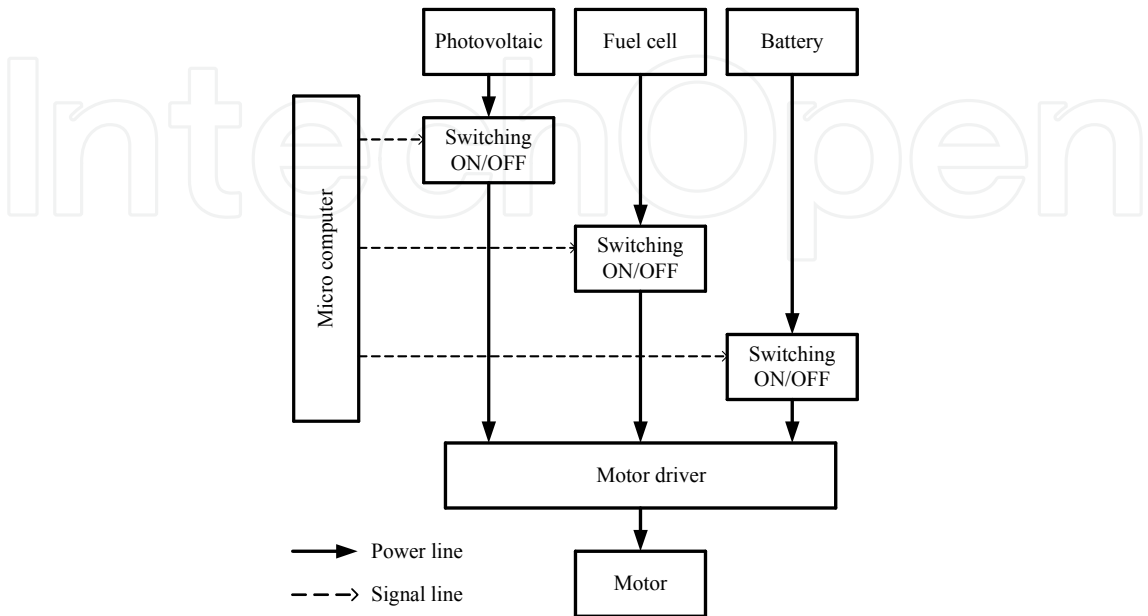 IntechOpen
Photovoltaic
Fuel cell
Battery
Switching
ON/OFF
Micro computer
Switching
ON/OFF
Switching
ON/OFF
Motor driver
Power line
Signal line
Motor